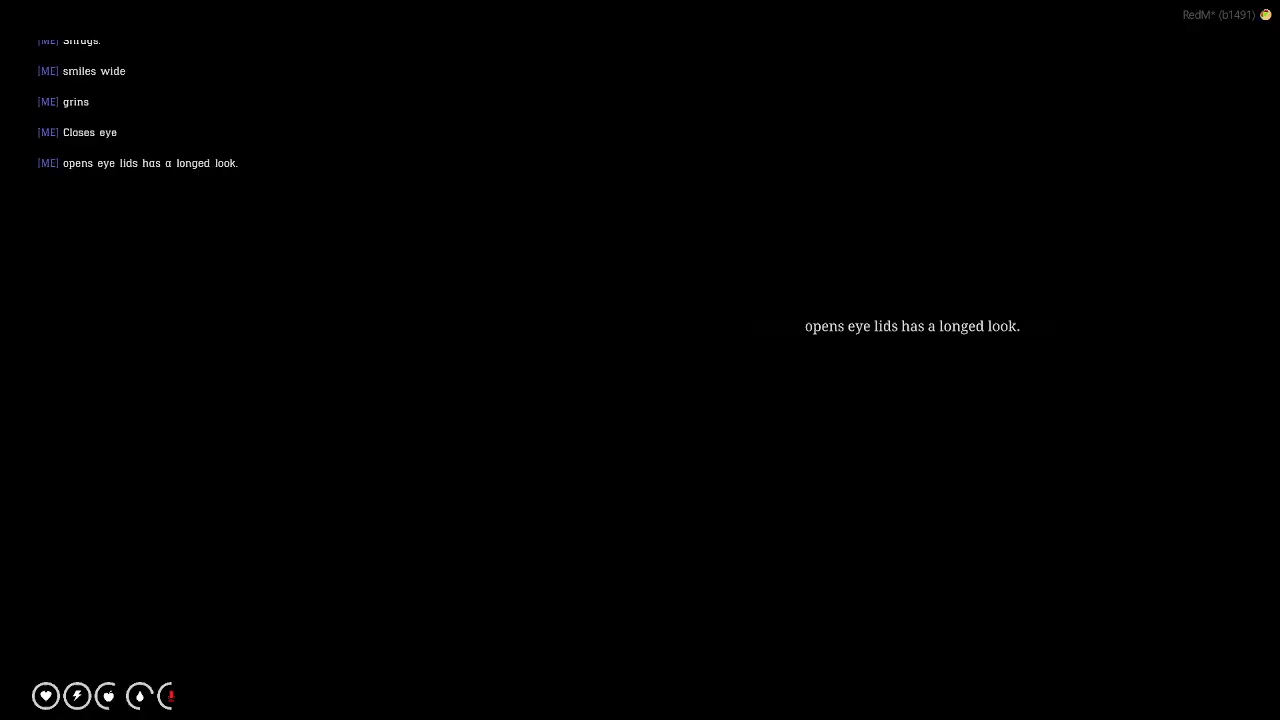 RedM* (b1491)
[ME] Shrugs.
[ME] smiles wide
[ME] grins
[ME] Closes eye
[ME] opens eye lids has a longed look.
opens eye lids has a longed look.